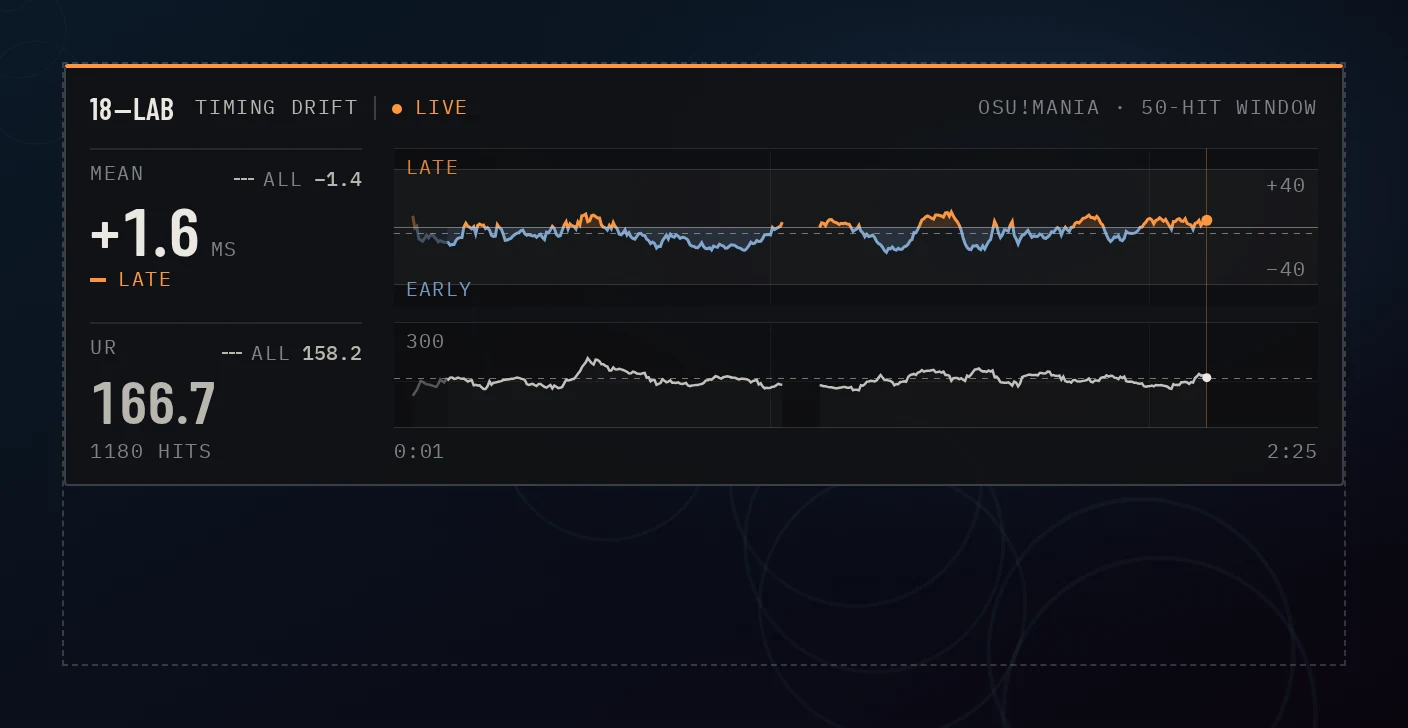 18—LAB TIMING DRIFT LIVE OSU!MANIA · 50-HIT WINDOW
MEAN --- ALL −1.4
+1.6 MS
LATE
LATE
+40
−40
EARLY
UR --- ALL 158.2
166.7
1180 HITS
300
0:01 2:25